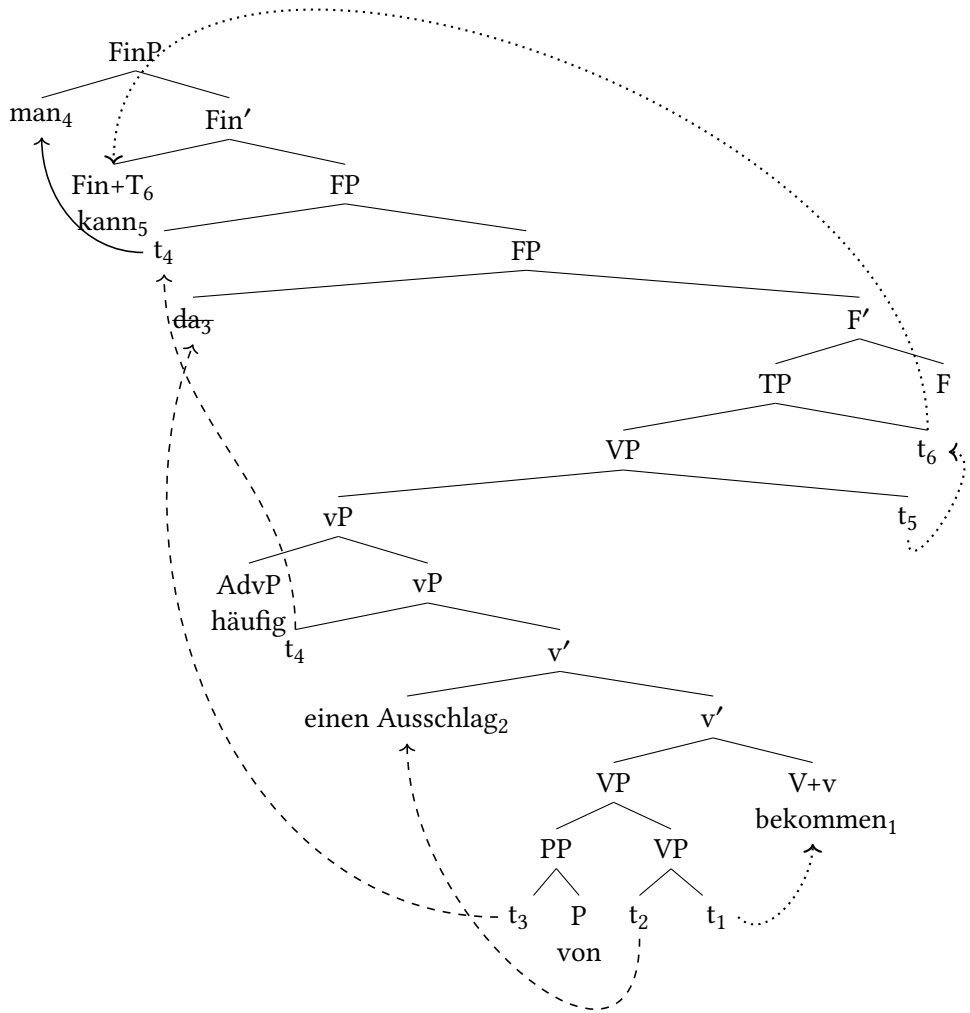 FinP
man₄ Fin′
Fin+T₆ FP
kann₅
t₄ FP
da₃ F′
TP F
VP t₆
vP t₅
AdvP vP
häufig
t₄ v′
einen Ausschlag₂ v′
VP V+v
bekommen₁
PP VP
t₃ P t₂ t₁
von